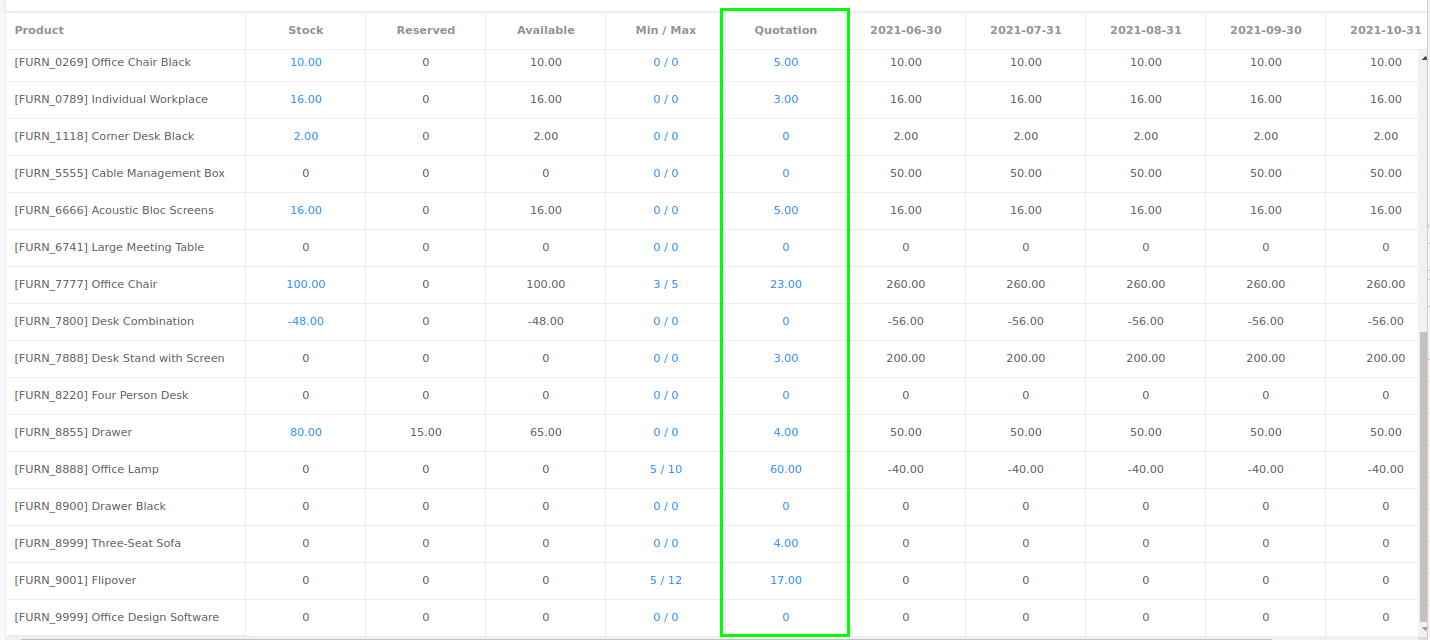 Product Stock Reserved Available Min / Max Quotation 2021-06-30 2021-07-31 2021-08-31 2021-09-30 2021-10-31
[FURN_0269] Office Chair Black 10.00 0 10.00 0 / 0 5.00 10.00 10.00 10.00 10.00 10.00
[FURN_0789] Individual Workplace 16.00 0 16.00 0 / 0 3.00 16.00 16.00 16.00 16.00 16.00
[FURN_1118] Corner Desk Black 2.00 0 2.00 0 / 0 0 2.00 2.00 2.00 2.00 2.00
[FURN_5555] Cable Management Box 0 0 0 0 / 0 0 50.00 50.00 50.00 50.00 50.00
[FURN_6666] Acoustic Bloc Screens 16.00 0 16.00 0 / 0 5.00 16.00 16.00 16.00 16.00 16.00
[FURN_6741] Large Meeting Table 0 0 0 0 / 0 0 0 0 0 0 0
[FURN_7777] Office Chair 100.00 0 100.00 3 / 5 23.00 260.00 260.00 260.00 260.00 260.00
[FURN_7800] Desk Combination -48.00 0 -48.00 0 / 0 0 -56.00 -56.00 -56.00 -56.00 -56.00
[FURN_7888] Desk Stand with Screen 0 0 0 0 / 0 3.00 200.00 200.00 200.00 200.00 200.00
[FURN_8220] Four Person Desk 0 0 0 0 / 0 0 0 0 0 0 0
[FURN_8855] Drawer 80.00 15.00 65.00 0 / 0 4.00 50.00 50.00 50.00 50.00 50.00
[FURN_8888] Office Lamp 0 0 0 5 / 10 60.00 -40.00 -40.00 -40.00 -40.00 -40.00
[FURN_8900] Drawer Black 0 0 0 0 / 0 0 0 0 0 0 0
[FURN_8999] Three-Seat Sofa 0 0 0 0 / 0 4.00 0 0 0 0 0
[FURN_9001] Flipover 0 0 0 5 / 12 17.00 0 0 0 0 0
[FURN_9999] Office Design Software 0 0 0 0 / 0 0 0 0 0 0 0